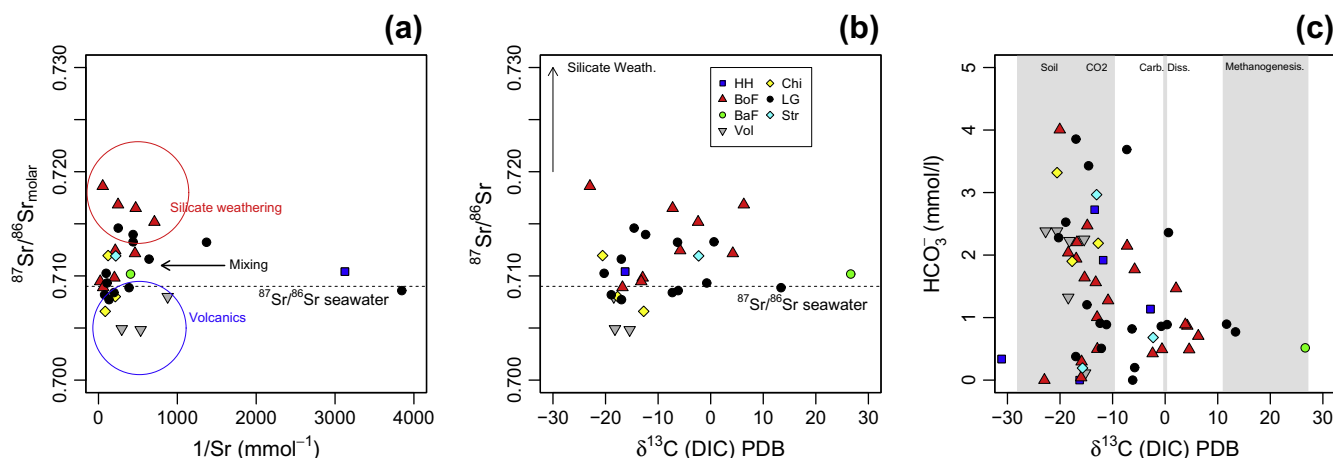 (a)
0.730
0.720
0.710
0.700
87Sr/86Sr molar
Silicate weathering
Mixing
87Sr/86Sr seawater
Volcanics
0 1000 2000 3000 4000
1/Sr (mmol−1)
(b)
0.730
0.720
0.710
0.700
87Sr/86Sr
Silicate Weath.
HH Chi
BoF LG
BaF Str
Vol
87Sr/86Sr seawater
−30 −20 −10 0 10 20 30
δ13C (DIC) PDB
(c)
5
4
3
2
1
0
HCO3− (mmol/l)
Soil CO2 Carb. Diss. Methanogenesis.
−30 −20 −10 0 10 20 30
δ13C (DIC) PDB